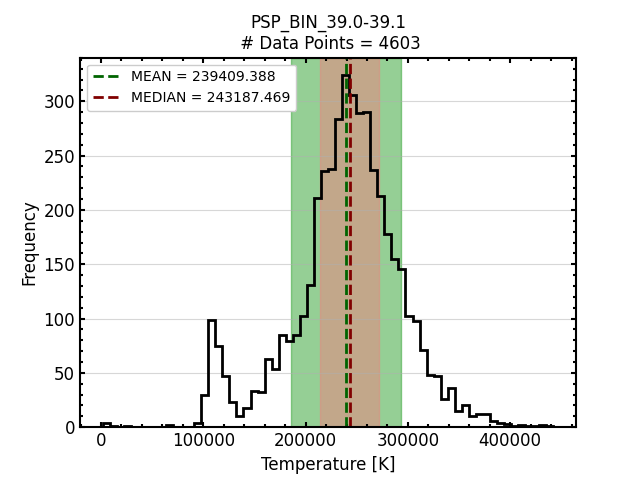 PSP_BIN_39.0-39.1
# Data Points = 4603
MEAN = 239409.388
MEDIAN = 243187.469
Frequency
300
250
200
150
100
50
0
0 100000 200000 300000 400000
Temperature [K]